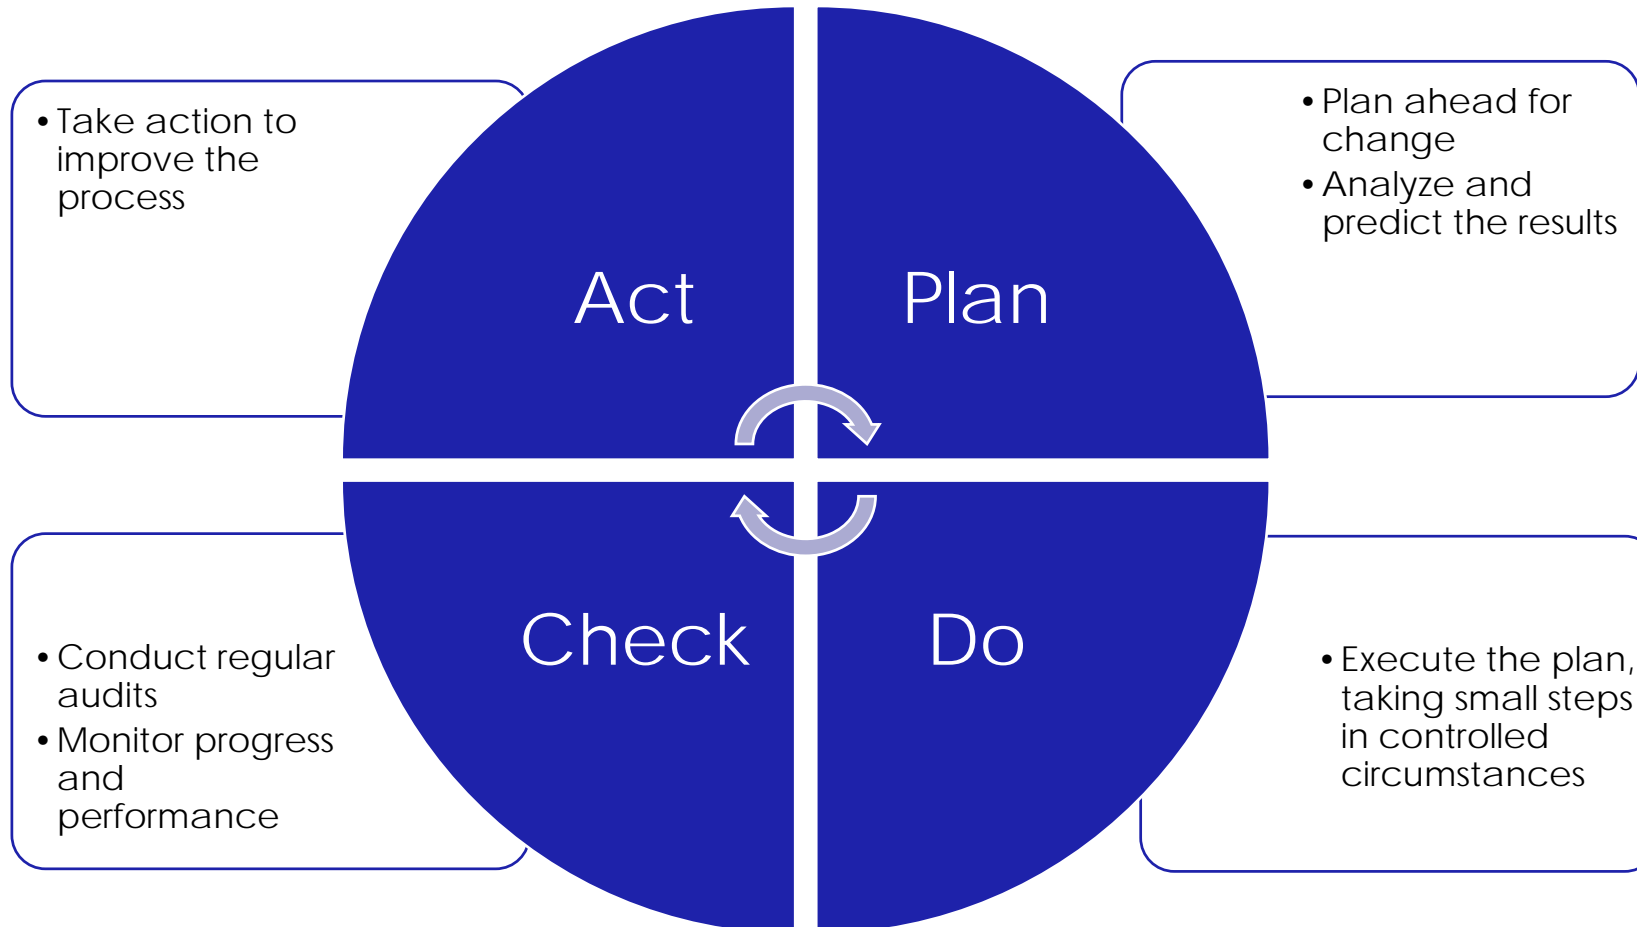 • Take action to
improve the
process
Act
Plan
• Plan ahead for
change
• Analyze and
predict the results
• Conduct regular
audits
• Monitor progress
and
performance
Check
Do
• Execute the plan,
taking small steps
in controlled
circumstances